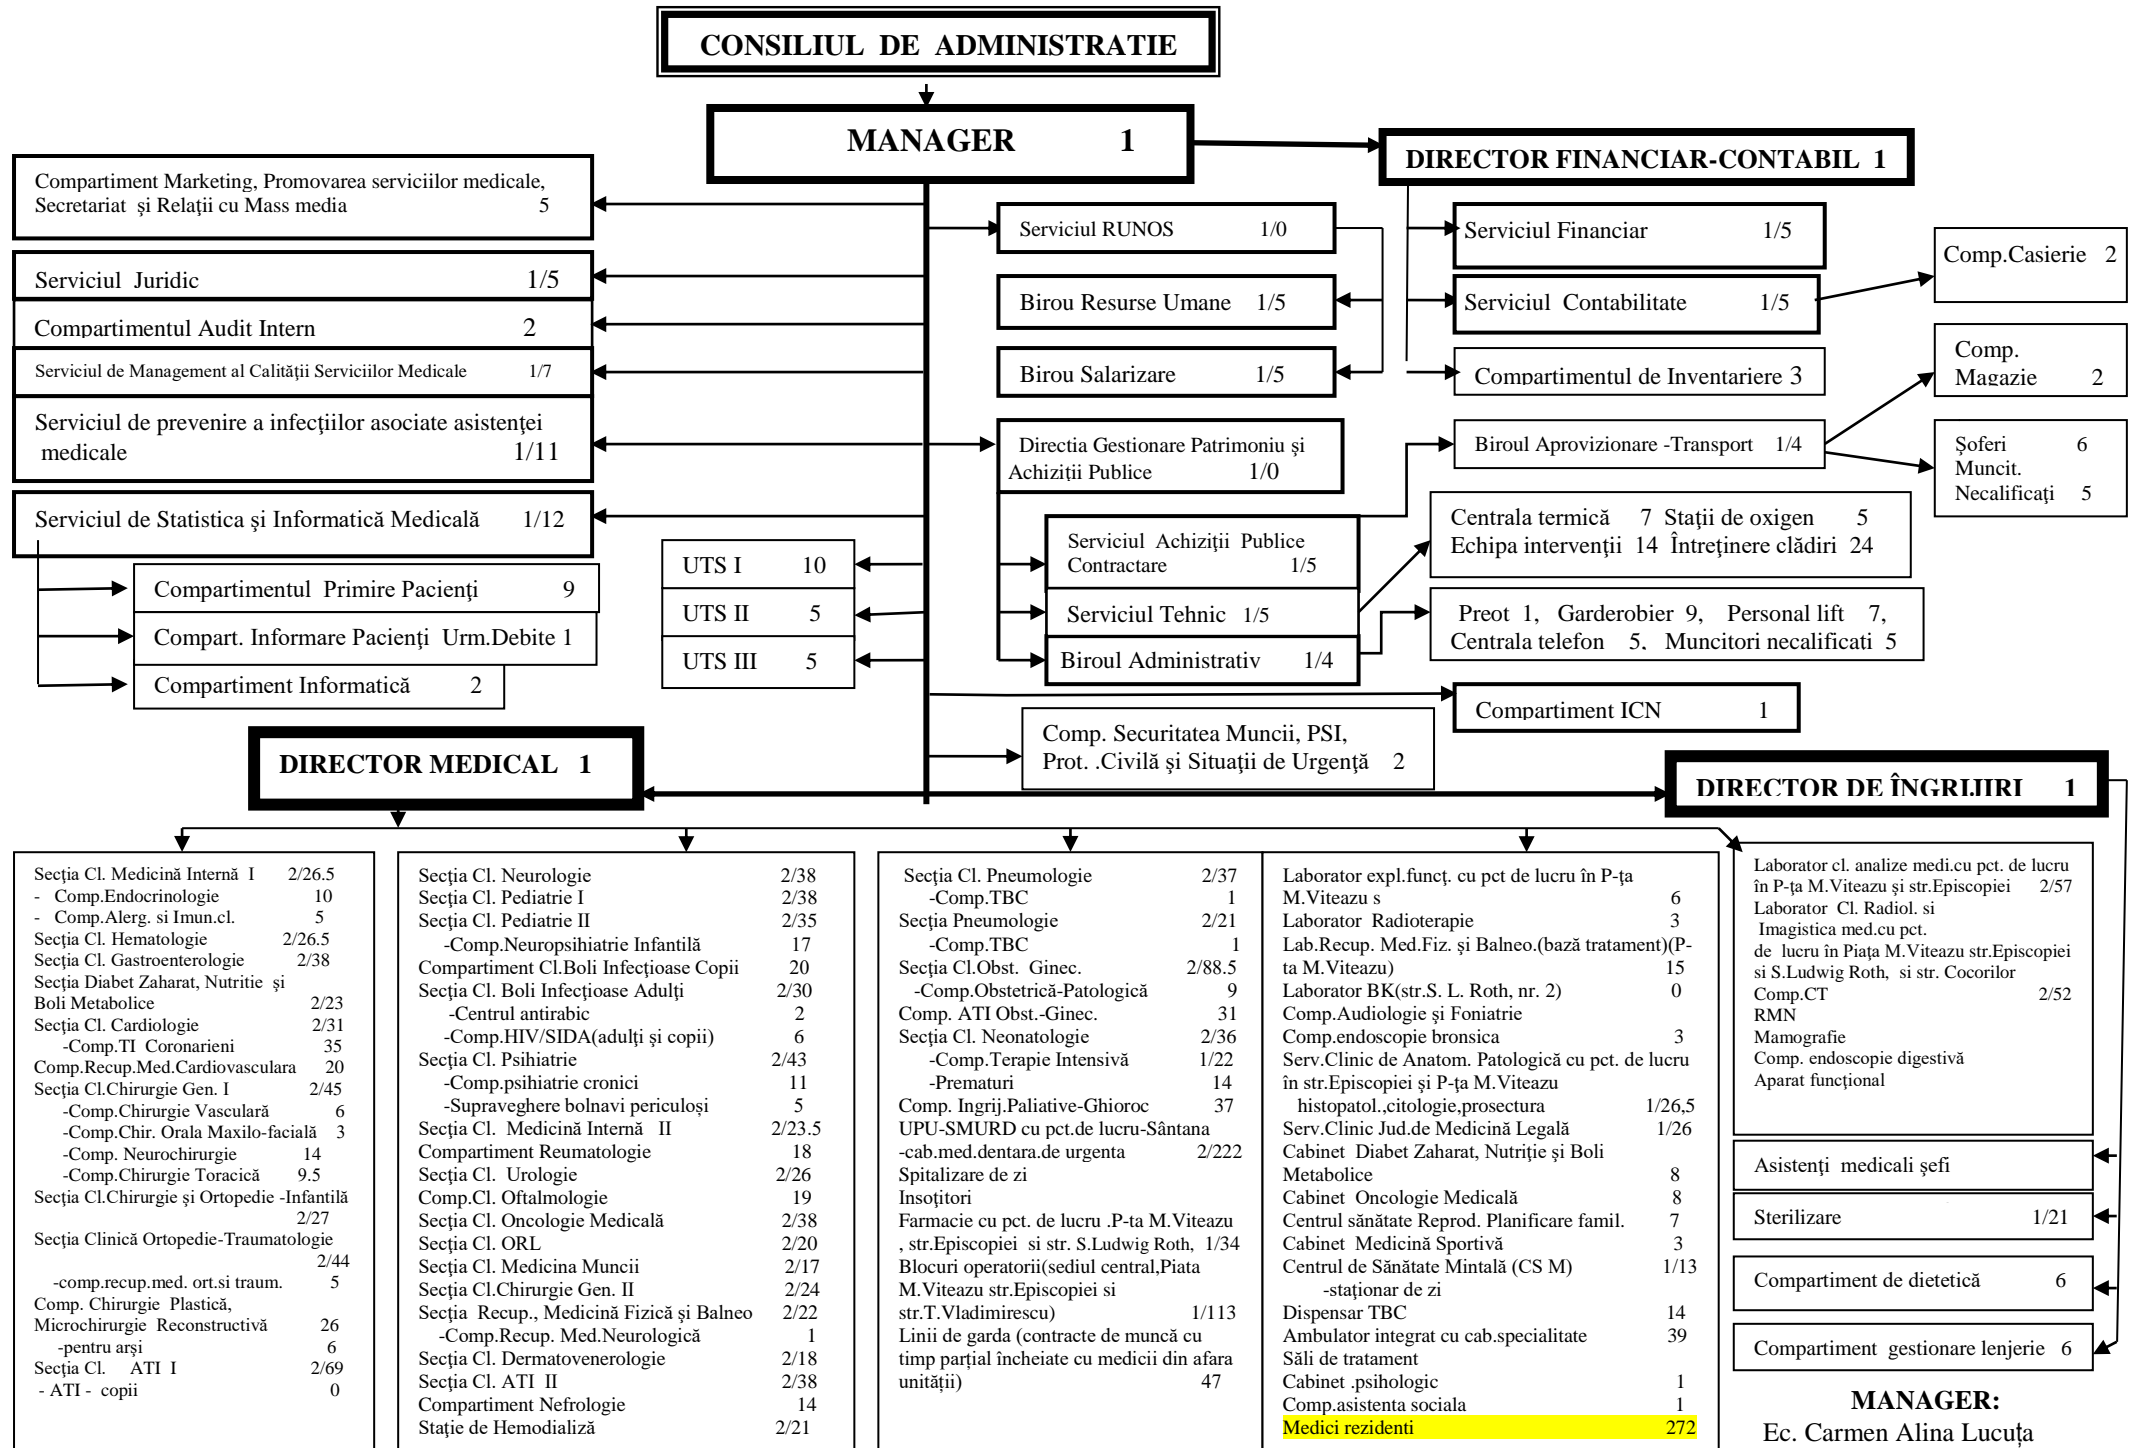 CONSILIUL DE ADMINISTRATIE
MANAGER 1
DIRECTOR FINANCIAR-CONTABIL 1
Compartiment Marketing, Promovarea serviciilor medicale,
Secretariat şi Relaţii cu Mass media 5
Serviciul Juridic 1/5
Compartimentul Audit Intern 2
Serviciul de Management al Calităţii Serviciilor Medicale 1/7
Serviciul de prevenire a infecţiilor asociate asistenţei
medicale 1/11
Serviciul de Statistica şi Informatică Medicală 1/12
Compartimentul Primire Pacienţi 9
Compart. Informare Pacienţi Urm.Debite 1
Compartiment Informatică 2
Serviciul RUNOS 1/0
Birou Resurse Umane 1/5
Birou Salarizare 1/5
Directia Gestionare Patrimoniu şi
Achiziţii Publice 1/0
Serviciul Achiziţii Publice
Contractare 1/5
Serviciul Tehnic 1/5
Biroul Administrativ 1/4
UTS I 10
UTS II 5
UTS III 5
Serviciul Financiar 1/5
Serviciul Contabilitate 1/5
Compartimentul de Inventariere 3
Biroul Aprovizionare -Transport 1/4
Comp.Casierie 2
Comp.
Magazie 2
Şoferi 6
Muncit.
Necalificaţi 5
Centrala termică 7 Staţii de oxigen 5
Echipa intervenţii 14 Întreţinere clădiri 24
Preot 1, Garderobier 9, Personal lift 7,
Centrala telefon 5, Muncitori necalificati 5
Compartiment ICN 1
Comp. Securitatea Muncii, PSI,
Prot. .Civilă şi Situaţii de Urgenţă 2
DIRECTOR MEDICAL 1
DIRECTOR DE ÎNGRIJIRI 1
Secţia Cl. Medicină Internă I 2/26.5
- Comp.Endocrinologie 10
- Comp.Alerg. si Imun.cl. 5
Secţia Cl. Hematologie 2/26.5
Secţia Cl. Gastroenterologie 2/38
Secţia Diabet Zaharat, Nutritie şi
Boli Metabolice 2/23
Secţia Cl. Cardiologie 2/31
-Comp.TI Coronarieni 35
Comp.Recup.Med.Cardiovasculara 20
Secţia Cl.Chirurgie Gen. I 2/45
-Comp.Chirurgie Vasculară 6
-Comp.Chir. Orala Maxilo-facială 3
-Comp. Neurochirurgie 14
-Comp.Chirurgie Toracică 9.5
Secţia Cl.Chirurgie şi Ortopedie -Infantilă
2/27
Secţia Clinică Ortopedie-Traumatologie
2/44
-comp.recup.med. ort.si traum. 5
Comp. Chirurgie Plastică,
Microchirurgie Reconstructivă 26
-pentru arşi 6
Secţia Cl. ATI I 2/69
- ATI - copii 0
Secţia Cl. Neurologie 2/38
Secţia Cl. Pediatrie I 2/38
Secţia Cl. Pediatrie II 2/35
-Comp.Neuropsihiatrie Infantilă 17
Compartiment Cl.Boli Infecţioase Copii 20
Secţia Cl. Boli Infecţioase Adulţi 2/30
-Centrul antirabic 2
-Comp.HIV/SIDA(adulţi şi copii) 6
Secţia Cl. Psihiatrie 2/43
-Comp.psihiatrie cronici 11
-Supraveghere bolnavi periculoşi 5
Secţia Cl. Medicină Internă II 2/23.5
Compartiment Reumatologie 18
Secţia Cl. Urologie 2/26
Comp.Cl. Oftalmologie 19
Secţia Cl. Oncologie Medicală 2/38
Secţia Cl. ORL 2/20
Secţia Cl. Medicina Muncii 2/17
Secţia Cl.Chirurgie Gen. II 2/24
Secţia Recup., Medicină Fizică şi Balneo 2/22
-Comp.Recup. Med.Neurologică 1
Secţia Cl. Dermatovenerologie 2/18
Secţia Cl. ATI II 2/38
Compartiment Nefrologie 14
Staţie de Hemodializă 2/21
Secţia Cl. Pneumologie 2/37
-Comp.TBC 1
Secţia Pneumologie 2/21
-Comp.TBC 1
Secţia Cl.Obst. Ginec. 2/88.5
-Comp.Obstetrică-Patologică 9
Comp. ATI Obst.-Ginec. 31
Secţia Cl. Neonatologie 2/36
-Comp.Terapie Intensivă 1/22
-Prematuri 14
Comp. Ingrij.Paliative-Ghioroc 37
UPU-SMURD cu pct.de lucru-Sântana
-cab.med.dentara.de urgenta 2/222
Spitalizare de zi
Insoţitori
Farmacie cu pct. de lucru .P-ta M.Viteazu
, str.Episcopiei si str. S.Ludwig Roth, 1/34
Blocuri operatorii(sediul central,Piata
M.Viteazu str.Episcopiei si
str.T.Vladimirescu) 1/113
Linii de garda (contracte de muncă cu
timp parţial încheiate cu medicii din afara
unităţii) 47
Laborator expl.funcţ. cu pct de lucru în P-ţa
M.Viteazu s 6
Laborator Radioterapie 3
Lab.Recup. Med.Fiz. şi Balneo.(bază tratament)(P-
ta M.Viteazu) 15
Laborator BK(str.S. L. Roth, nr. 2) 0
Comp.Audiologie şi Foniatrie
Comp.endoscopie bronsica 3
Serv.Clinic de Anatom. Patologică cu pct. de lucru
în str.Episcopiei şi P-ţa M.Viteazu
histopatol.,citologie,prosectura 1/26,5
Serv.Clinic Jud.de Medicină Legală 1/26
Cabinet Diabet Zaharat, Nutriţie şi Boli
Metabolice 8
Cabinet Oncologie Medicală 8
Centrul sănătate Reprod. Planificare famil. 7
Cabinet Medicină Sportivă 3
Centrul de Sănătate Mintală (CS M) 1/13
-staţionar de zi
Dispensar TBC 14
Ambulator integrat cu cab.specialitate 39
Săli de tratament
Cabinet .psihologic 1
Comp.asistenta sociala 1
Medici rezidenti 272
Laborator cl. analize medi.cu pct. de lucru
în P-ţa M.Viteazu şi str.Episcopiei 2/57
Laborator Cl. Radiol. si
Imagistica med.cu pct.
de lucru în Piaţa M.Viteazu str.Episcopiei
si S.Ludwig Roth, si str. Cocorilor
Comp.CT 2/52
RMN
Mamografie
Comp. endoscopie digestivă
Aparat funcţional
Asistenţi medicali şefi
Sterilizare 1/21
Compartiment de dietetică 6
Compartiment gestionare lenjerie 6
MANAGER:
Ec. Carmen Alina Lucuţa